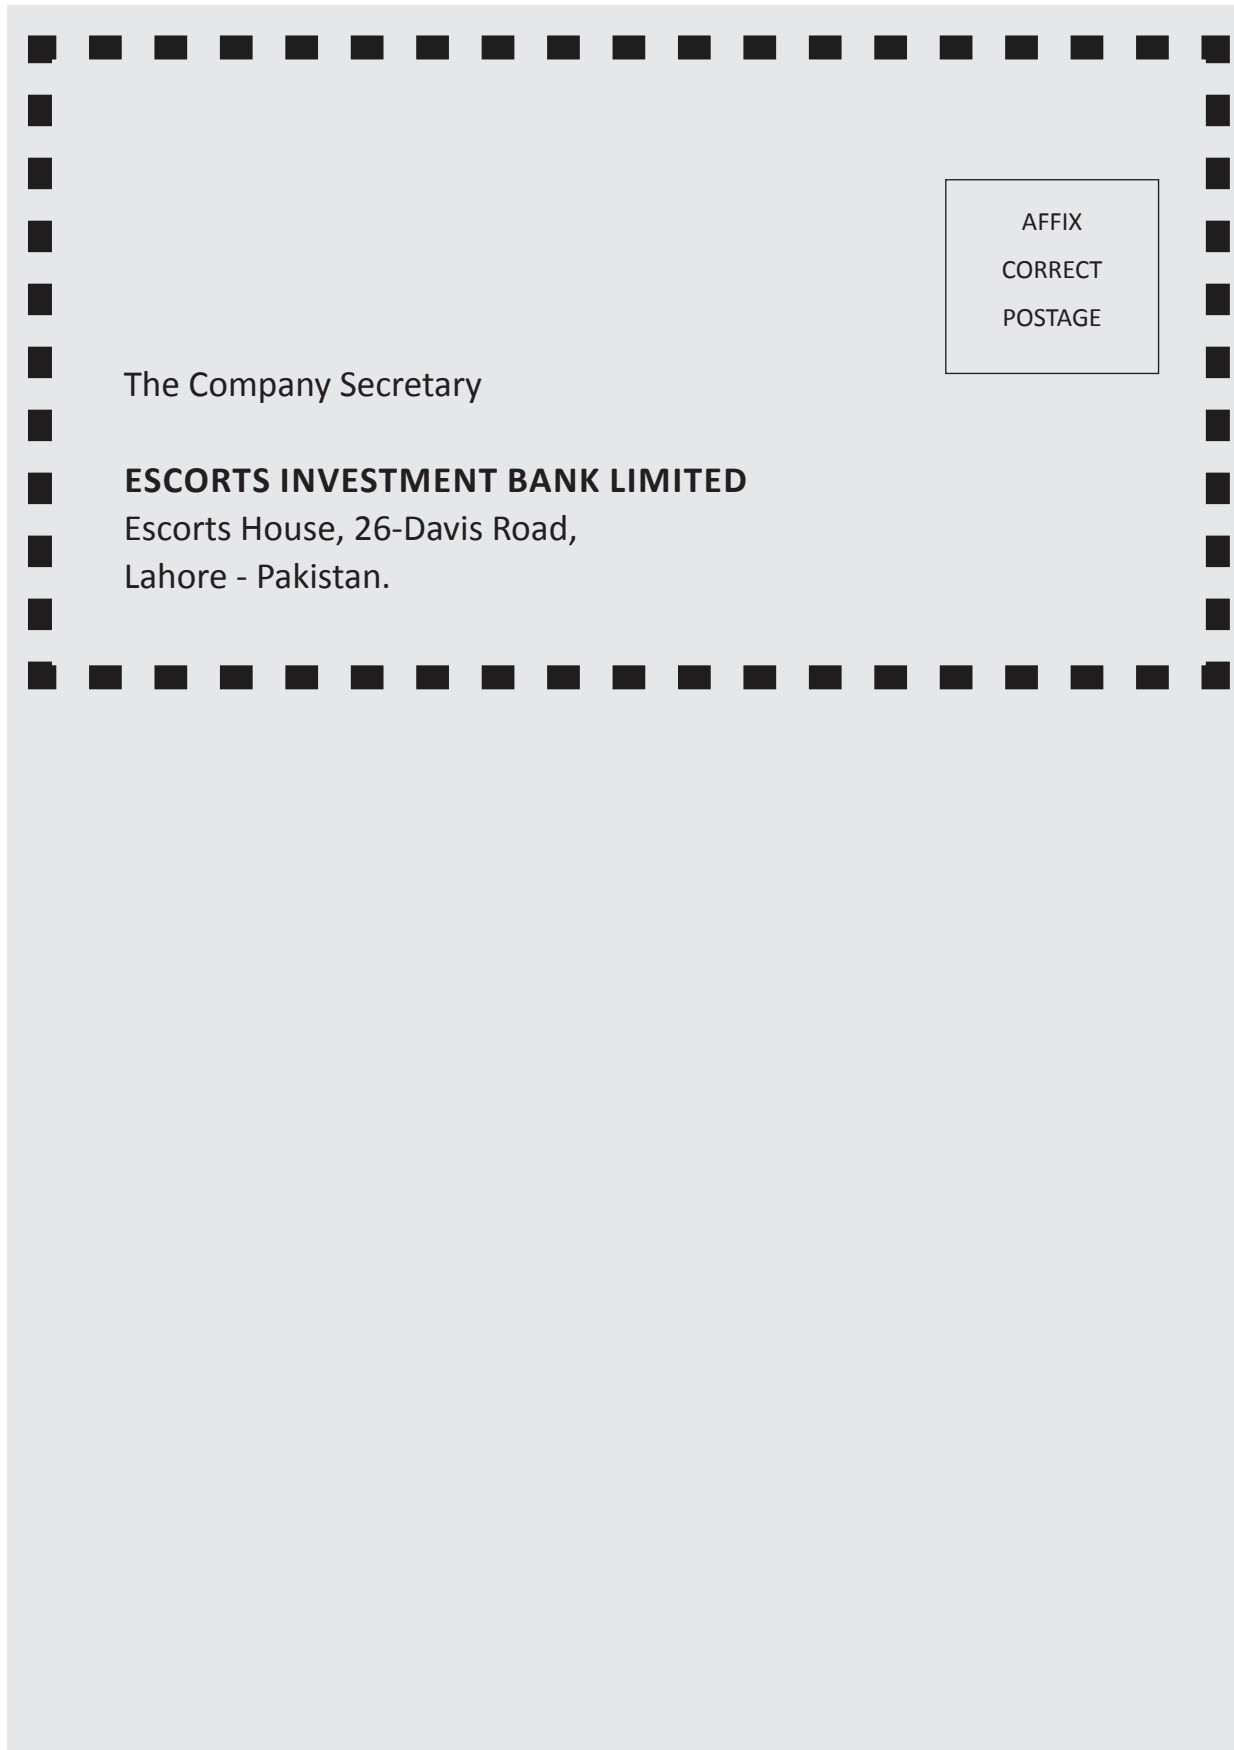 AFFIX
CORRECT
POSTAGE
The Company Secretary
ESCORTS INVESTMENT BANK LIMITED
Escorts House, 26-Davis Road,
Lahore - Pakistan.